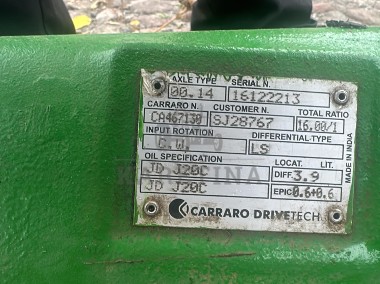 AXLE TYPE SERIAL N.
00.14 16122213
CARRARO N. CUSTOMER N. TOTAL RATIO
CA467130 SJ28767 16.00/1
INPUT ROTATION DIFFERENTIAL-TYPE
C.W. LS
OIL SPECIFICATION LOCAT. LIT.
JD J20C DIFF. 3.9
JD J20C EPIC. 0.6+0.6
CARRARO DRIVETECH
MADE IN INDIA